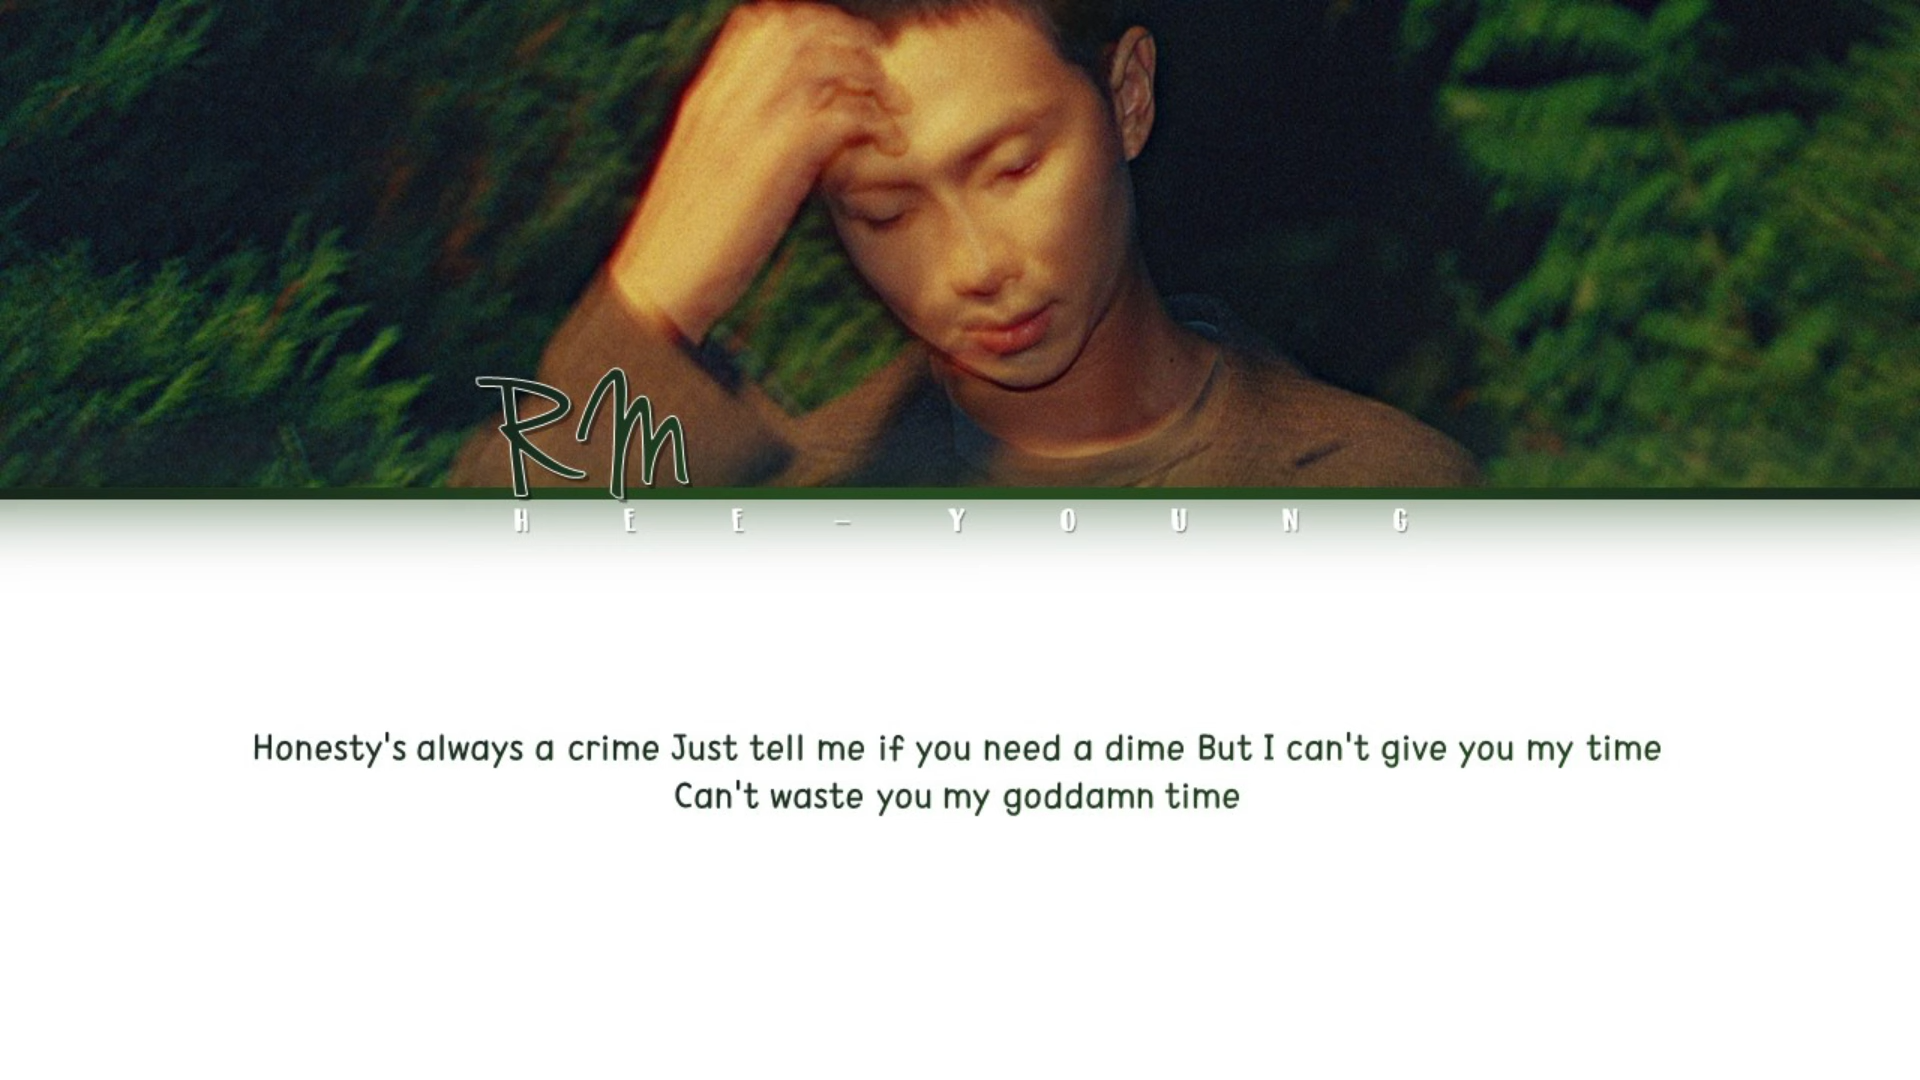 RM
HEE-YOUNG
Honesty's always a crime Just tell me if you need a dime But I can't give you my time
Can't waste you my goddamn time